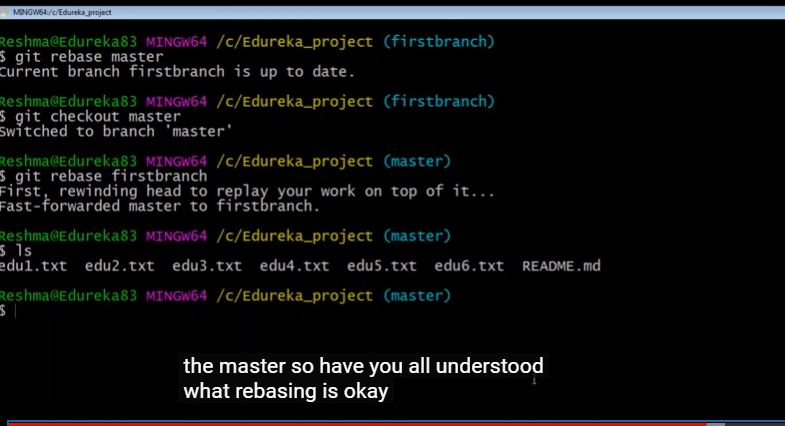 MINGW64:/c/Edureka_project
Reshma@Edureka83 MINGW64 /c/Edureka_project (firstbranch)
$ git rebase master
Current branch firstbranch is up to date.
Reshma@Edureka83 MINGW64 /c/Edureka_project (firstbranch)
$ git checkout master
Switched to branch 'master'
Reshma@Edureka83 MINGW64 /c/Edureka_project (master)
$ git rebase firstbranch
First, rewinding head to replay your work on top of it...
Fast-forwarded master to firstbranch.
Reshma@Edureka83 MINGW64 /c/Edureka_project (master)
$ ls
edu1.txt edu2.txt edu3.txt edu4.txt edu5.txt edu6.txt README.md
Reshma@Edureka83 MINGW64 /c/Edureka_project (master)
$
the master so have you all understood
what rebasing is okay